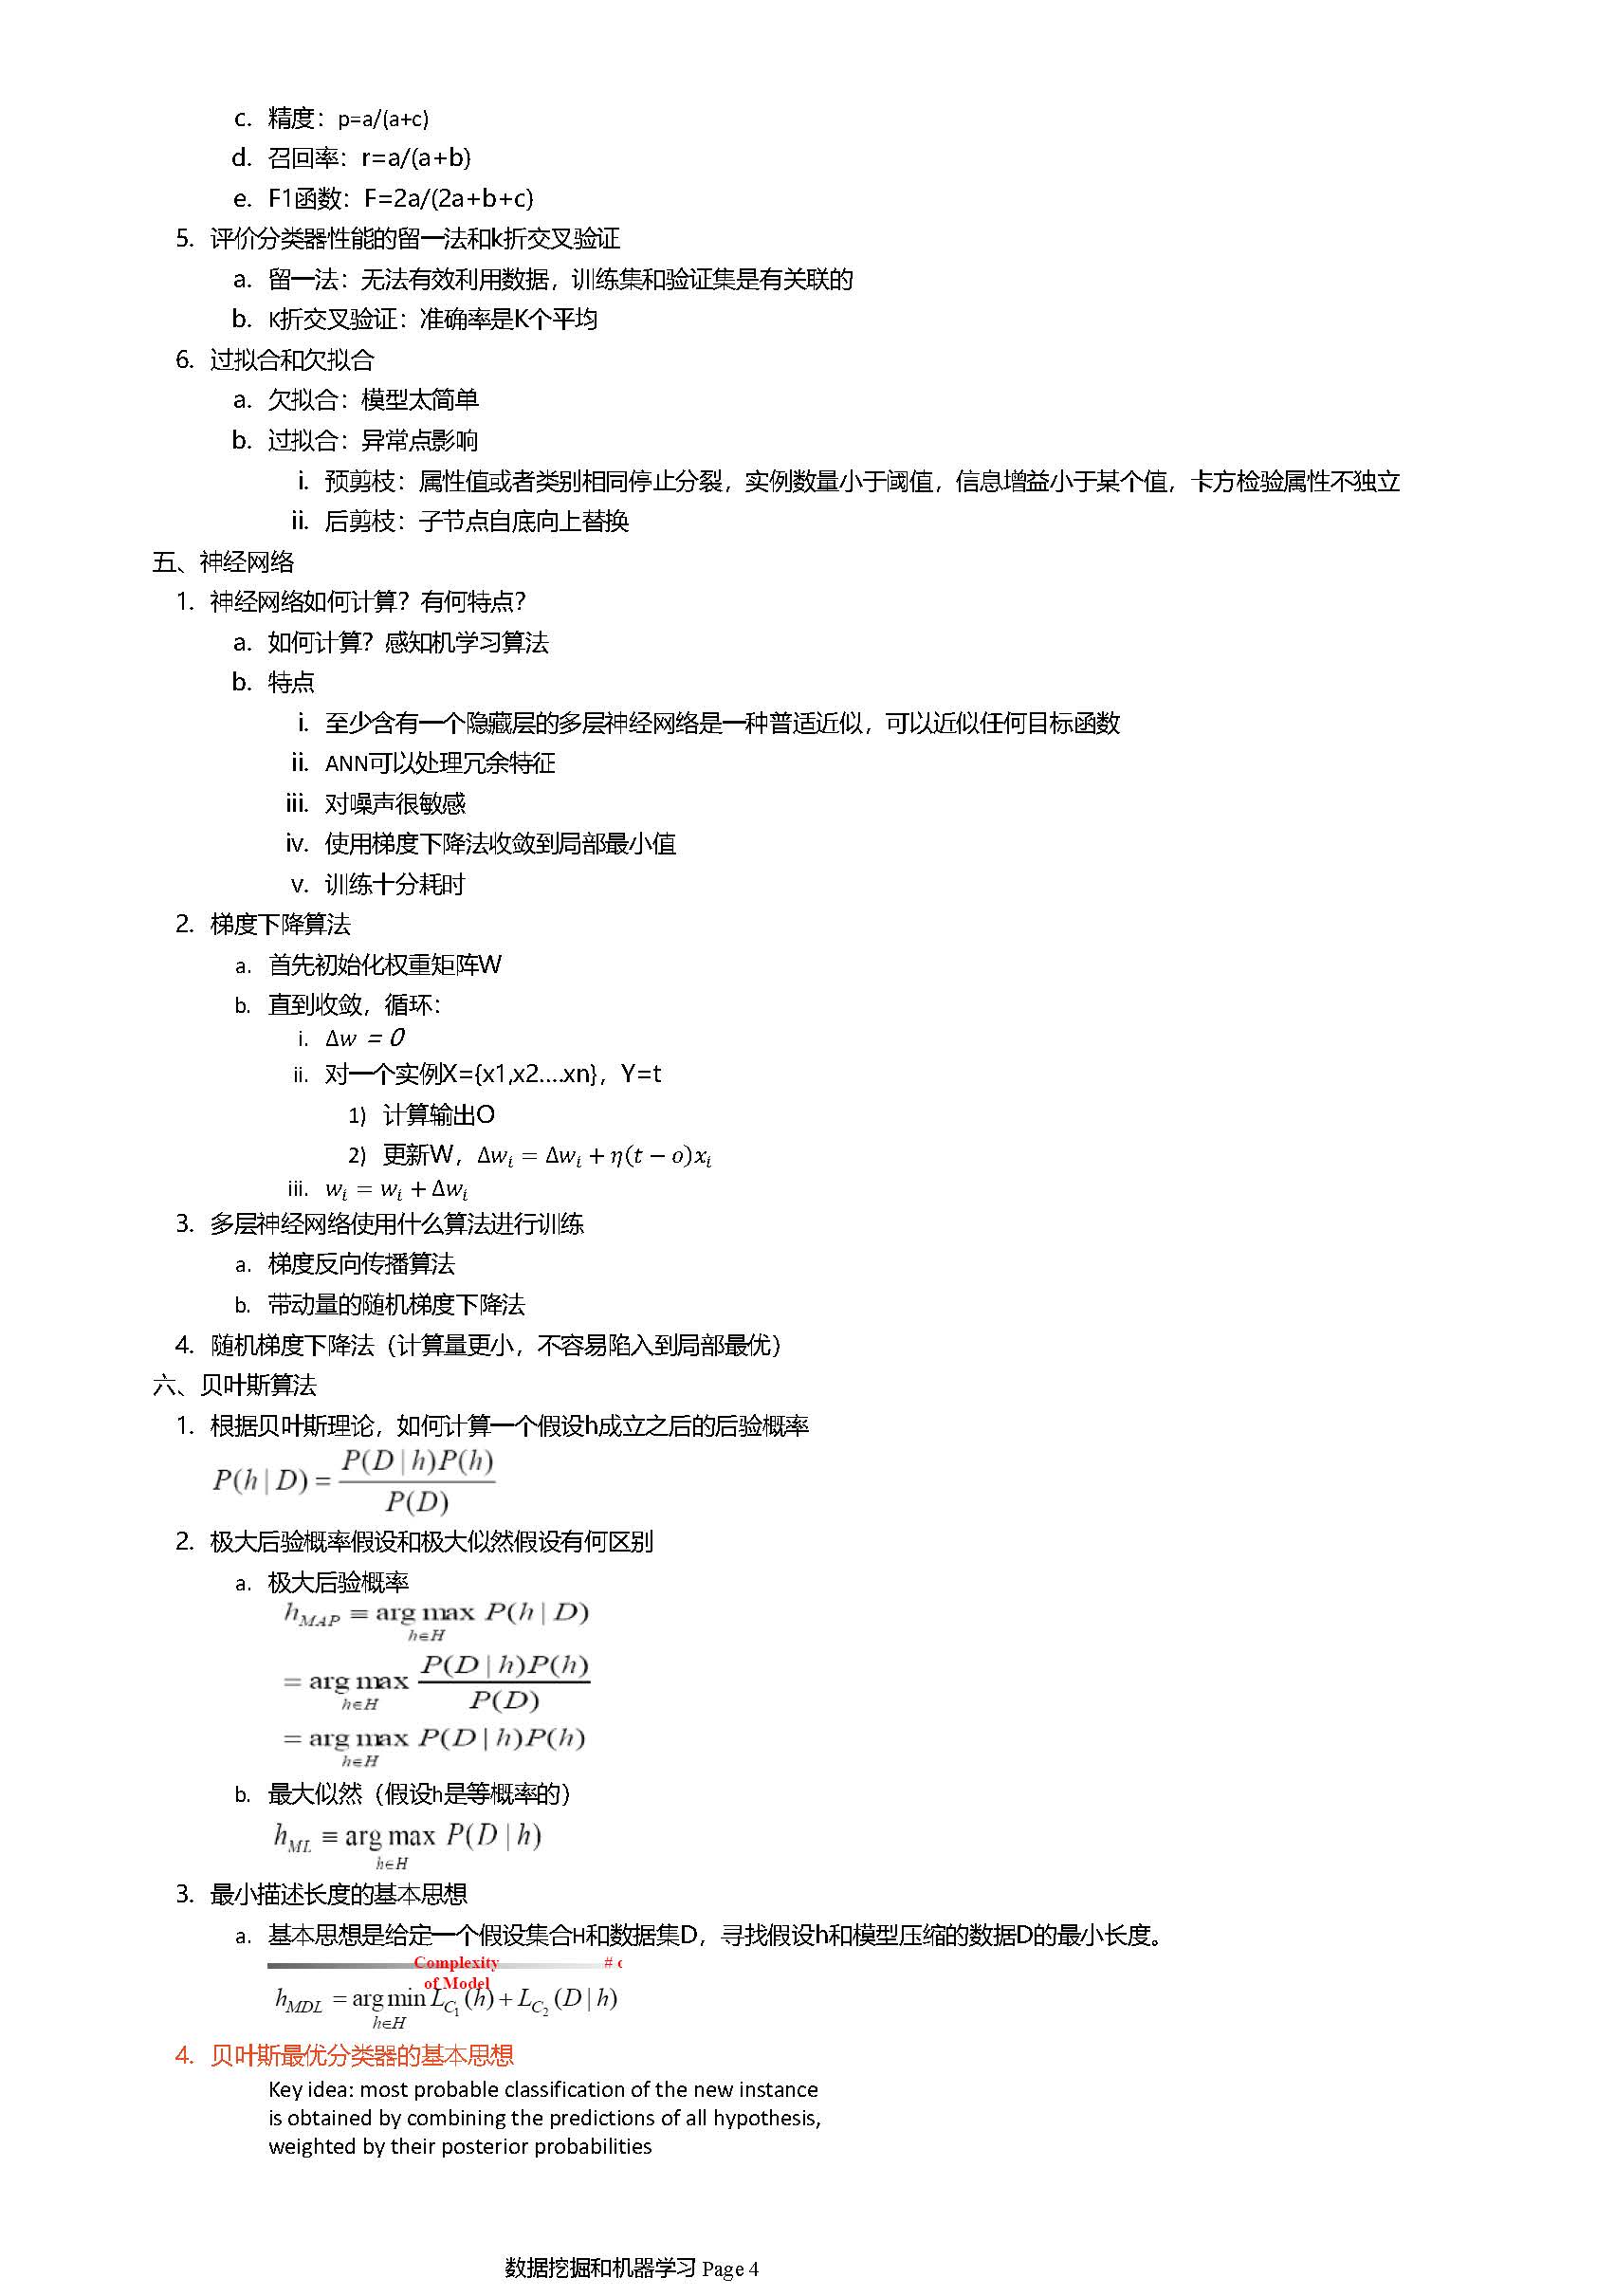 c. 精度：p=a/(a+c)
d. 召回率：r=a/(a+b)
e. F1函数：F=2a/(2a+b+c)
5. 评价分类器性能的留一法和k折交叉验证
a. 留一法：无法有效利用数据，训练集和验证集是有关联的
b. K折交叉验证：准确率是K个平均
6. 过拟合和欠拟合
a. 欠拟合：模型太简单
b. 过拟合：异常点影响
i. 预剪枝：属性值或者类别相同停止分裂，实例数量小于阈值，信息增益小于某个值，卡方检验属性不独立
ii. 后剪枝：子节点自底向上替换
五、神经网络
1. 神经网络如何计算？有何特点？
a. 如何计算？感知机学习算法
b. 特点
i. 至少含有一个隐藏层的多层神经网络是一种普适近似，可以近似任何目标函数
ii. ANN可以处理冗余特征
iii. 对噪声很敏感
iv. 使用梯度下降法收敛到局部最小值
v. 训练十分耗时
2. 梯度下降算法
a. 首先初始化权重矩阵W
b. 直到收敛，循环：
i. Δw = 0
ii. 对一个实例X={x1,x2....xn}，Y=t
1) 计算输出O
2) 更新W，Δw_i = Δw_i + η(t − o)x_i
iii. w_i = w_i + Δw_i
3. 多层神经网络使用什么算法进行训练
a. 梯度反向传播算法
b. 带动量的随机梯度下降法
4. 随机梯度下降法（计算量更小，不容易陷入到局部最优）
六、贝叶斯算法
1. 根据贝叶斯理论，如何计算一个假设h成立之后的后验概率
P(h | D) = P(D | h)P(h) / P(D)
2. 极大后验概率假设和极大似然假设有何区别
a. 极大后验概率
h_MAP ≡ arg max_{h∈H} P(h | D)
= arg max_{h∈H} P(D | h)P(h) / P(D)
= arg max_{h∈H} P(D | h)P(h)
b. 最大似然（假设h是等概率的）
h_ML ≡ arg max_{h∈H} P(D | h)
3. 最小描述长度的基本思想
a. 基本思想是给定一个假设集合H和数据集D，寻找假设h和模型压缩的数据D的最小长度。
Complexity #
of Model
h_MDL = arg min_{h∈H} L_{C_1}(h) + L_{C_2}(D | h)
4. 贝叶斯最优分类器的基本思想
Key idea: most probable classification of the new instance
is obtained by combining the predictions of all hypothesis,
weighted by their posterior probabilities
数据挖掘和机器学习 Page 4